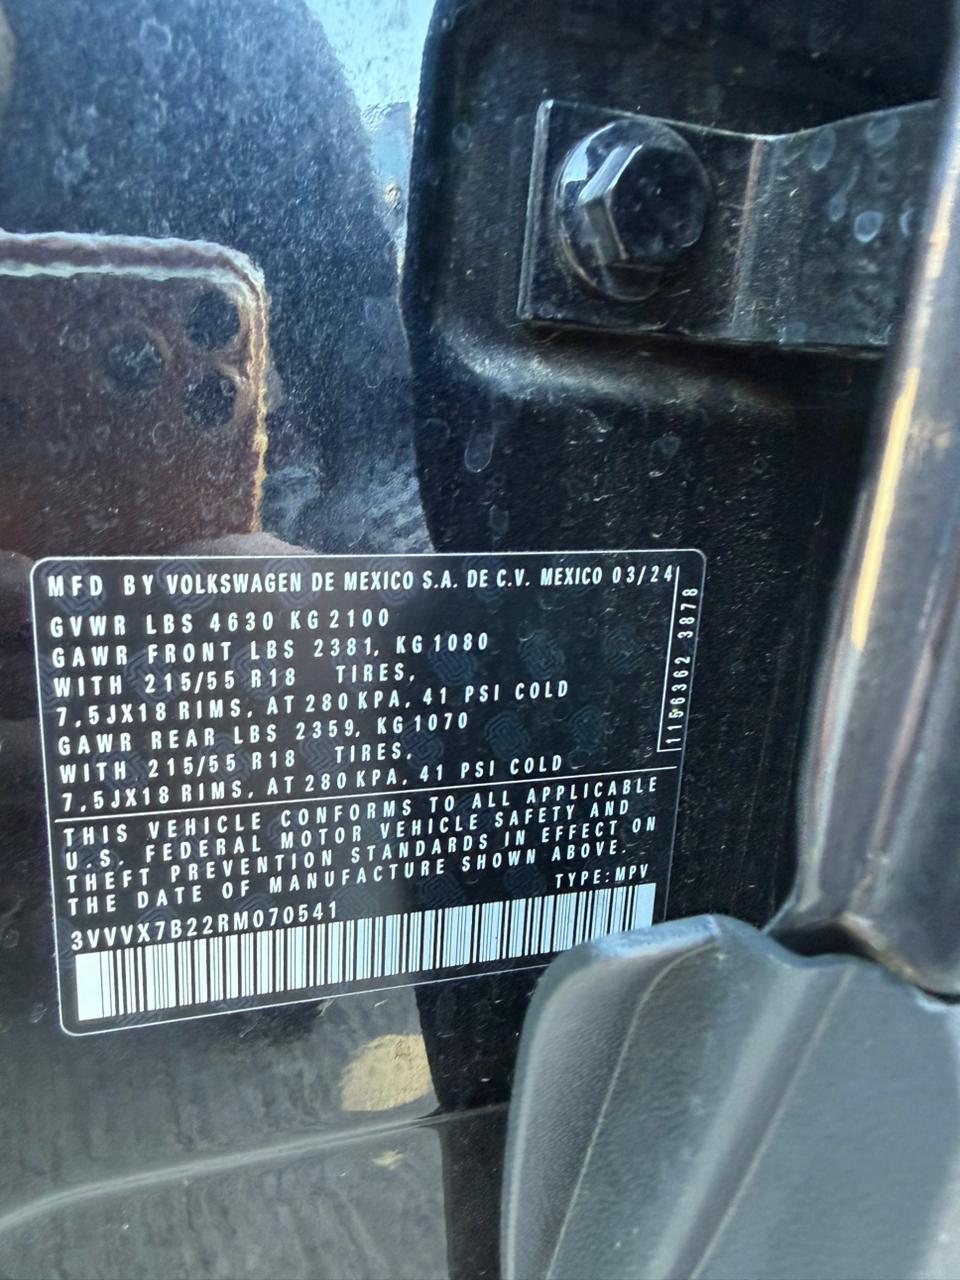 MFD BY VOLKSWAGEN DE MEXICO S.A. DE C.V. MEXICO 03/24
GVWR LBS 4630 KG 2100
GAWR FRONT LBS 2381, KG 1080
WITH 215/55 R18 TIRES,
7,5JX18 RIMS, AT 280 KPA, 41 PSI COLD
GAWR REAR LBS 2359, KG 1070
WITH 215/55 R18 TIRES,
7,5JX18 RIMS, AT 280 KPA, 41 PSI COLD
1156362 3878
THIS VEHICLE CONFORMS TO ALL APPLICABLE
U.S. FEDERAL MOTOR VEHICLE SAFETY AND
THEFT PREVENTION STANDARDS IN EFFECT ON
THE DATE OF MANUFACTURE SHOWN ABOVE.
TYPE:MPV
3VVVX7B22RM070541